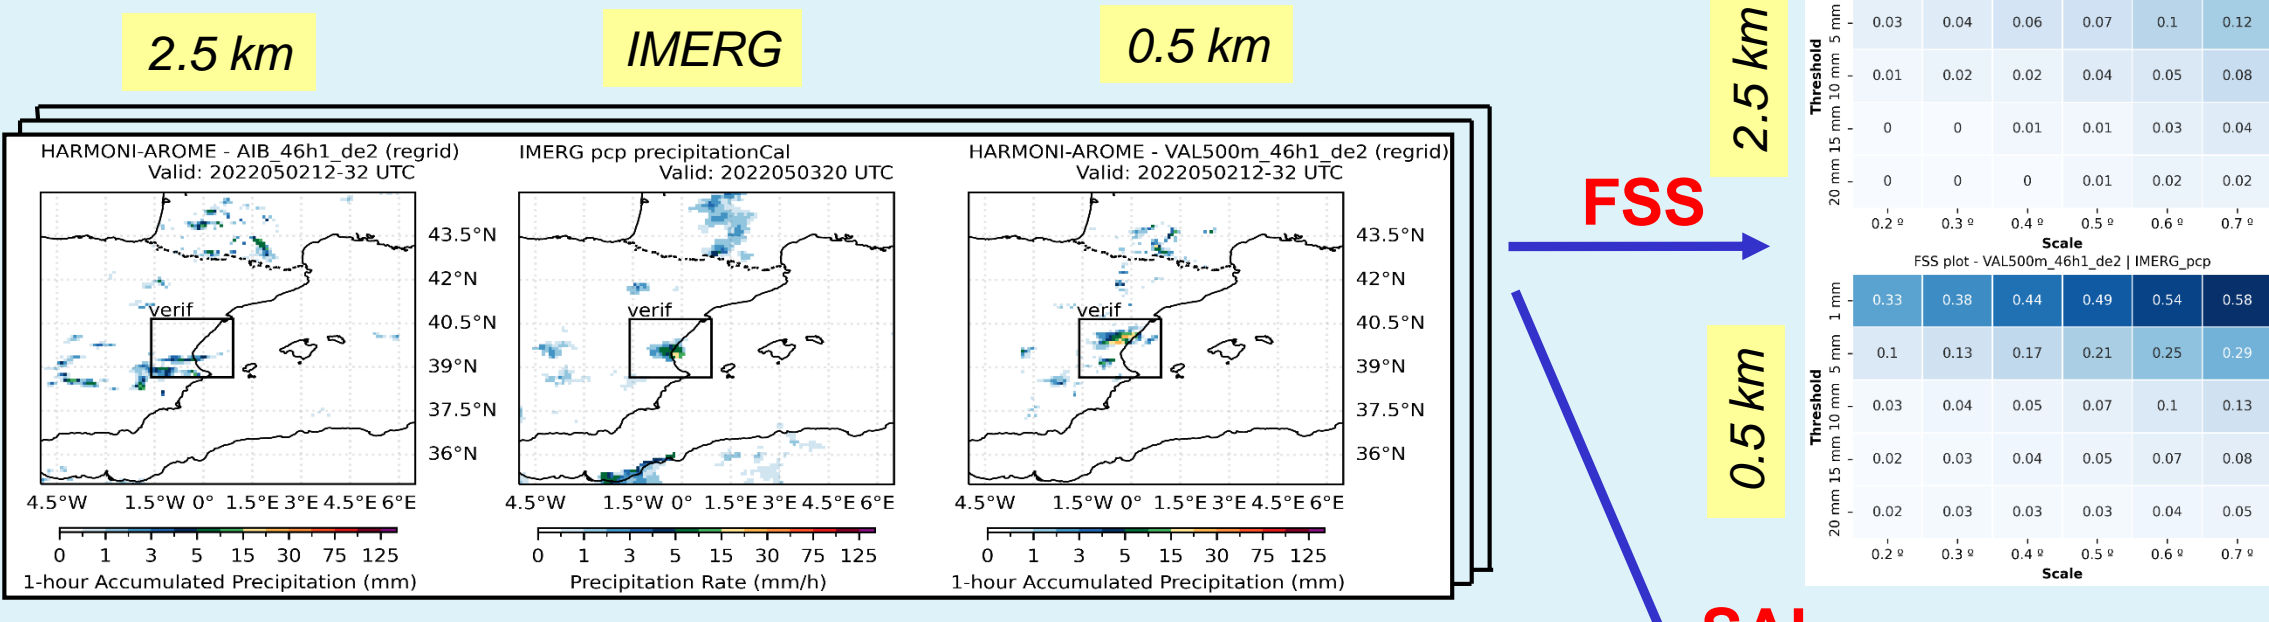 2.5 km
IMERG
0.5 km
HARMONI-AROME - AIB_46h1_de2 (regrid)
Valid: 2022050212-32 UTC
verif
43.5°N
42°N
40.5°N
39°N
37.5°N
36°N
4.5°W 1.5°W 0° 1.5°E 3°E 4.5°E 6°E
0 1 3 5 15 30 75 125
1-hour Accumulated Precipitation (mm)
IMERG pcp precipitationCal
Valid: 2022050320 UTC
verif
4.5°W 1.5°W 0° 1.5°E 3°E 4.5°E 6°E
0 1 3 5 15 30 75 125
Precipitation Rate (mm/h)
HARMONI-AROME - VAL500m_46h1_de2 (regrid)
Valid: 2022050212-32 UTC
verif
43.5°N
42°N
40.5°N
39°N
37.5°N
36°N
4.5°W 1.5°W 0° 1.5°E 3°E 4.5°E 6°E
0 1 3 5 15 30 75 125
1-hour Accumulated Precipitation (mm)
FSS
2.5 km
Threshold
5 mm 0.03 0.04 0.06 0.07 0.1 0.12
10 mm 0.01 0.02 0.02 0.04 0.05 0.08
15 mm 0 0 0.01 0.01 0.03 0.04
20 mm 0 0 0 0.01 0.02 0.02
0.2 º 0.3 º 0.4 º 0.5 º 0.6 º 0.7 º
Scale
0.5 km
FSS plot - VAL500m_46h1_de2 | IMERG_pcp
Threshold
1 mm 0.33 0.38 0.44 0.49 0.54 0.58
5 mm 0.1 0.13 0.17 0.21 0.25 0.29
10 mm 0.03 0.04 0.05 0.07 0.1 0.13
15 mm 0.02 0.03 0.04 0.05 0.07 0.08
20 mm 0.02 0.03 0.03 0.03 0.04 0.05
0.2 º 0.3 º 0.4 º 0.5 º 0.6 º 0.7 º
Scale